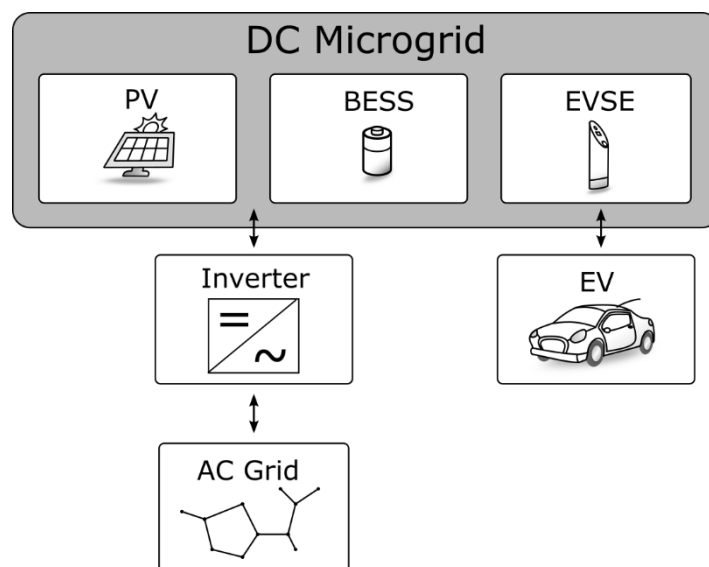 DC Microgrid
PV
BESS
EVSE
Inverter
EV
AC Grid